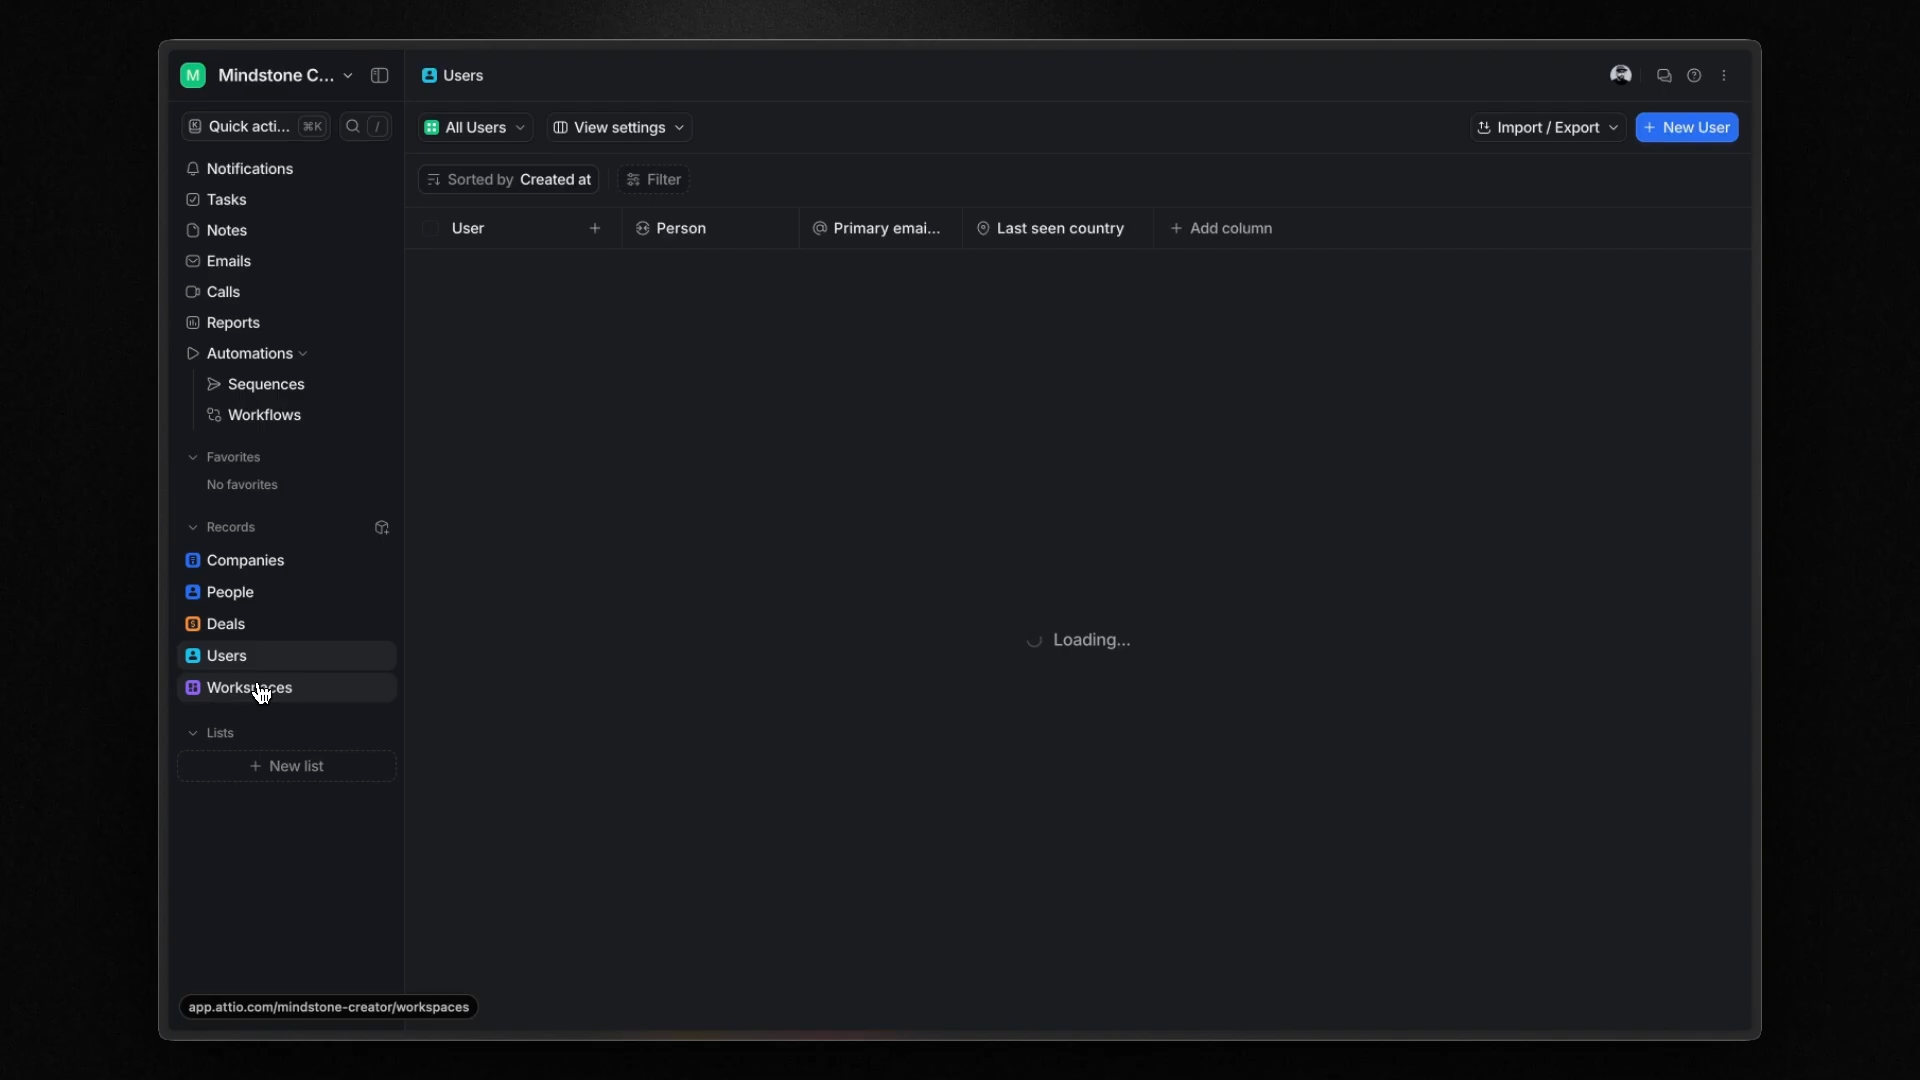 M Mindstone C...
Users
Quick acti... ⌘K /
All Users
View settings
Import / Export
+ New User
Notifications
Tasks
Notes
Emails
Calls
Reports
Automations
Sequences
Workflows
Favorites
No favorites
Records
Companies
People
Deals
Users
Workspaces
Lists
+ New list
Sorted by Created at
Filter
User +
Person
@ Primary emai...
Last seen country
+ Add column
Loading...
app.attio.com/mindstone-creator/workspaces